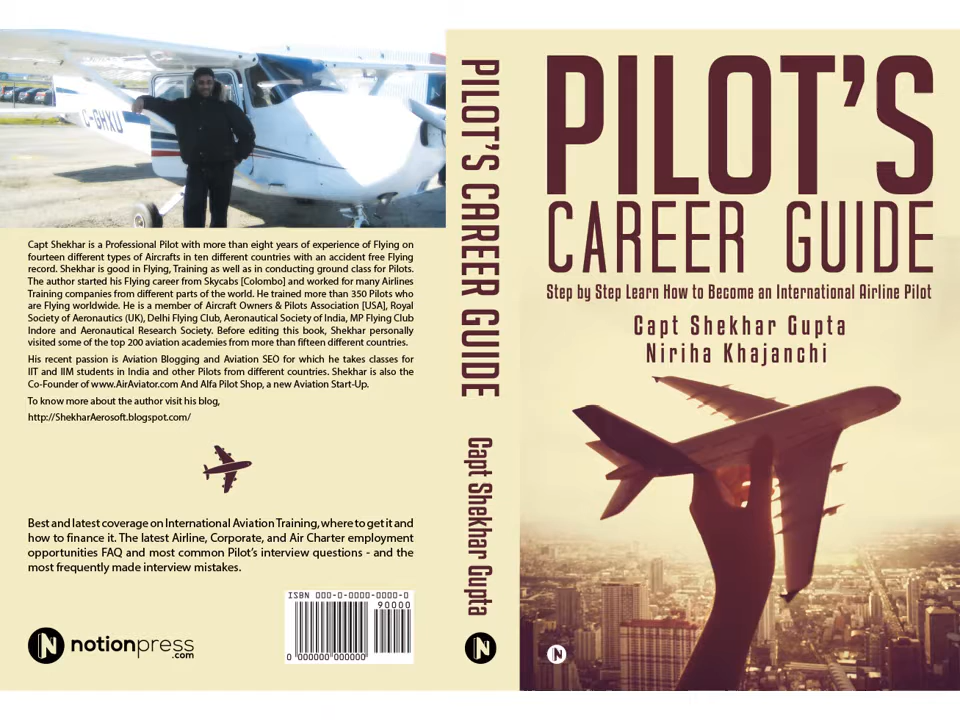 C-GHXU
Capt Shekhar is a Professional Pilot with more than eight years of experience of Flying on
fourteen different types of Aircrafts in ten different countries with an accident free Flying
record. Shekhar is good in Flying, Training as well as in conducting ground class for Pilots.
The author started his Flying career from Skycabs [Colombo] and worked for many Airlines
Training companies from different parts of the world. He trained more than 350 Pilots who
are Flying worldwide. He is a member of Aircraft Owners & Pilots Association [USA], Royal
Society of Aeronautics (UK), Delhi Flying Club, Aeronautical Society of India, MP Flying Club
Indore and Aeronautical Research Society. Before editing this book, Shekhar personally
visited some of the top 200 aviation academies from more than fifteen different countries.
His recent passion is Aviation Blogging and Aviation SEO for which he takes classes for
IIT and IIM students in India and other Pilots from different countries. Shekhar is also the
Co-Founder of www.AirAviator.com And Alfa Pilot Shop, a new Aviation Start-Up.
To know more about the author visit his blog,
http://ShekharAerosoft.blogspot.com/
Best and latest coverage on International Aviation Training, where to get it and
how to finance it. The latest Airline, Corporate, and Air Charter employment
opportunities FAQ and most common Pilot's interview questions - and the
most frequently made interview mistakes.
N notionpress
.com
ISBN 000-0-0000-0000-0
90000
0 000000 000000
PILOT'S CAREER GUIDE
Capt Shekhar Gupta
N
PILOT'S
CAREER GUIDE
Step by Step Learn How to Become an International Airline Pilot
Capt Shekhar Gupta
Niriha Khajanchi
N